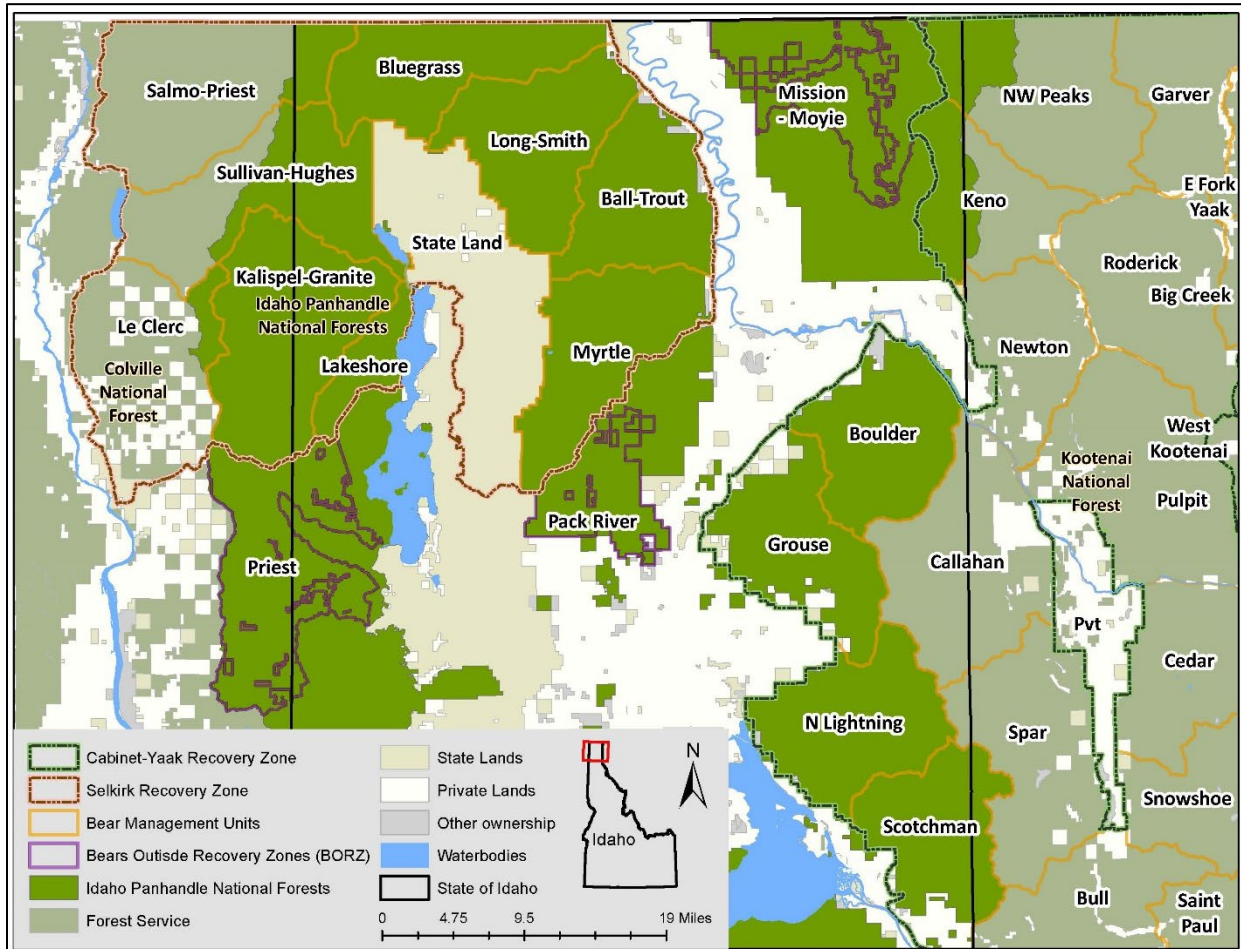 Bluegrass
Salmo-Priest
NW Peaks
Garver
Mission
- Moyie
Long-Smith
Sullivan-Hughes
E Fork
Yaak
Ball-Trout
Keno
State Land
Roderick
Kalispel-Granite
Idaho Panhandle
National Forests
Big Creek
Le Clerc
Newton
Myrtle
Lakeshore
Colville
National
Forest
Boulder
West
Kootenai
Kootenai
National
Forest
Pulpit
Pack River
Grouse
Callahan
Priest
Pvt
Cedar
N Lightning
Spar
Snowshoe
Scotchman
Bull
Saint
Paul
Cabinet-Yaak Recovery Zone
Selkirk Recovery Zone
Bear Management Units
Bears Outisde Recovery Zones (BORZ)
Idaho Panhandle National Forests
Forest Service
State Lands
Private Lands
Other ownership
Waterbodies
State of Idaho
0 4.75 9.5 19 Miles
Idaho
N